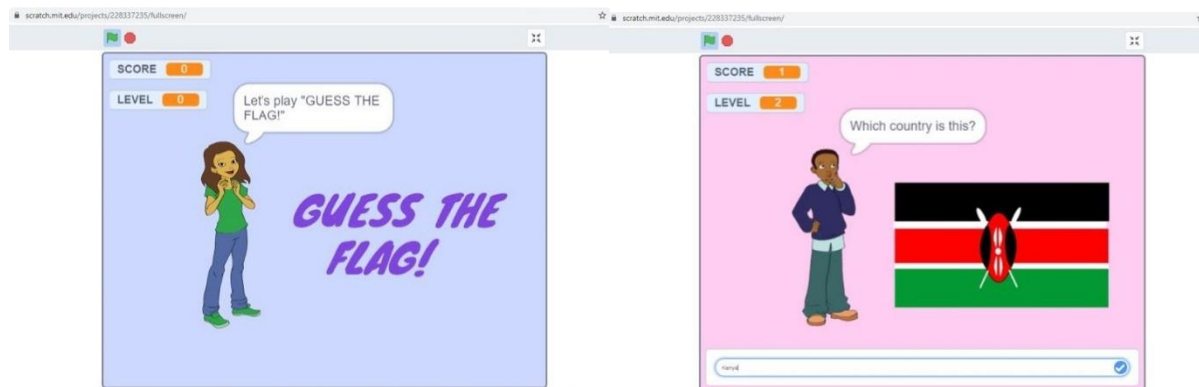 scratch.mit.edu/projects/228337235/fullscreen/
SCORE 0
LEVEL 0
Let's play "GUESS THE
FLAG!"
GUESS THE
FLAG!
scratch.mit.edu/projects/228337235/fullscreen/
SCORE 1
LEVEL 2
Which country is this?